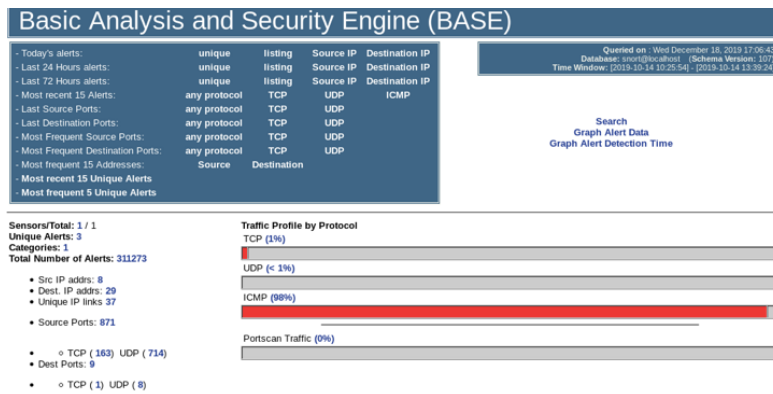 Basic Analysis and Security Engine (BASE)
- Today's alerts: unique listing Source IP Destination IP
- Last 24 Hours alerts: unique listing Source IP Destination IP
- Last 72 Hours alerts: unique listing Source IP Destination IP
- Most recent 15 Alerts: any protocol TCP UDP ICMP
- Last Source Ports: any protocol TCP UDP
- Last Destination Ports: any protocol TCP UDP
- Most Frequent Source Ports: any protocol TCP UDP
- Most Frequent Destination Ports: any protocol TCP UDP
- Most frequent 15 Addresses: Source Destination
- Most recent 15 Unique Alerts
- Most frequent 5 Unique Alerts
Queried on : Wed December 18, 2019 17:06:43
Database: snort@localhost (Schema Version: 107
Time Window: [2019-10-14 10:25:54] - [2019-10-14 13:39:24
Search
Graph Alert Data
Graph Alert Detection Time
Sensors/Total: 1 / 1
Unique Alerts: 3
Categories: 1
Total Number of Alerts: 311273
• Src IP addrs: 8
• Dest. IP addrs: 29
• Unique IP links 37
• Source Ports: 871
• ○ TCP ( 163) UDP ( 714)
• Dest Ports: 9
• ○ TCP ( 1) UDP ( 8)
Traffic Profile by Protocol
TCP (1%)
UDP (< 1%)
ICMP (98%)
Portscan Traffic (0%)